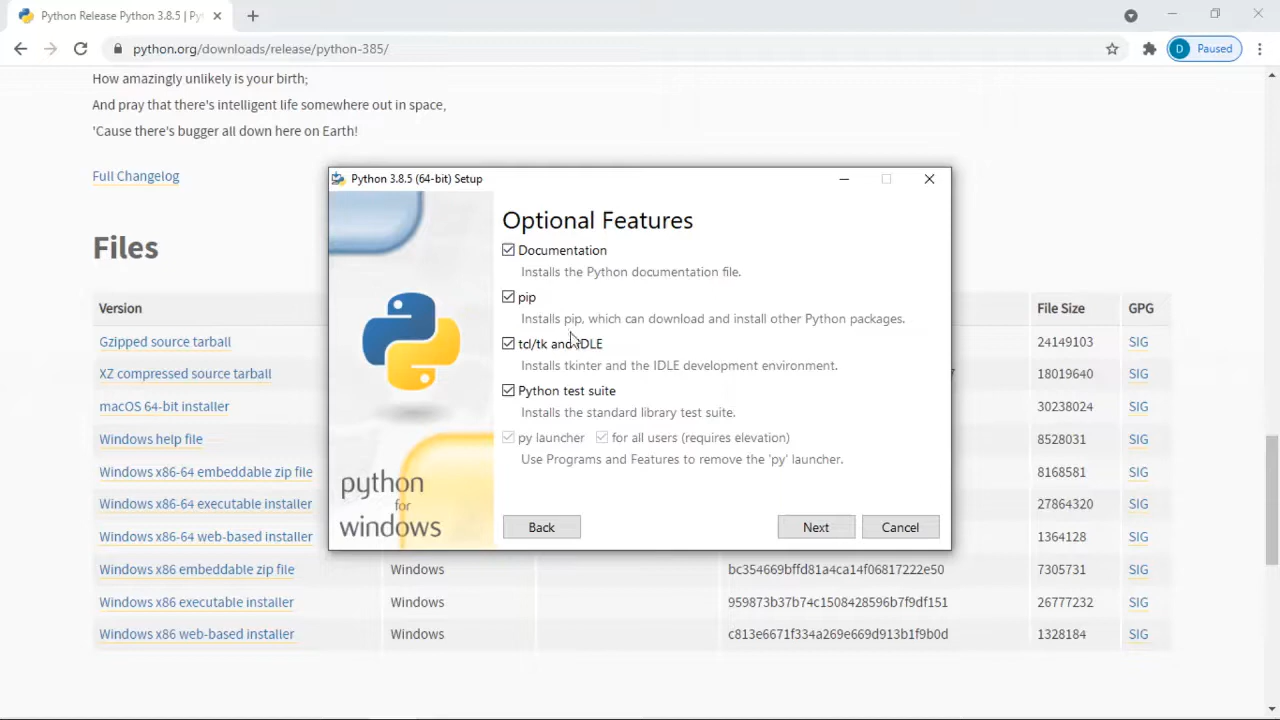 Python Release Python 3.8.5 | Py
python.org/downloads/release/python-385/
D
Paused
How amazingly unlikely is your birth;
And pray that there's intelligent life somewhere out in space,
'Cause there's bugger all down here on Earth!
Full Changelog
Files
Version
File Size
GPG
Gzipped source tarball
24149103
SIG
XZ compressed source tarball
18019640
SIG
macOS 64-bit installer
30238024
SIG
Windows help file
8528031
SIG
Windows x86-64 embeddable zip file
8168581
SIG
Windows x86-64 executable installer
27864320
SIG
Windows x86-64 web-based installer
1364128
SIG
Windows x86 embeddable zip file
Windows
bc354669bffd81a4ca14f06817222e50
7305731
SIG
Windows x86 executable installer
Windows
959873b37b74c1508428596b7f9df151
26777232
SIG
Windows x86 web-based installer
Windows
c813e6671f334a269e669d913b1f9b0d
1328184
SIG
Python 3.8.5 (64-bit) Setup
Optional Features
Documentation
Installs the Python documentation file.
pip
Installs pip, which can download and install other Python packages.
tcl/tk and IDLE
Installs tkinter and the IDLE development environment.
Python test suite
Installs the standard library test suite.
py launcher for all users (requires elevation)
Use Programs and Features to remove the 'py' launcher.
python
for
windows
Back
Next
Cancel